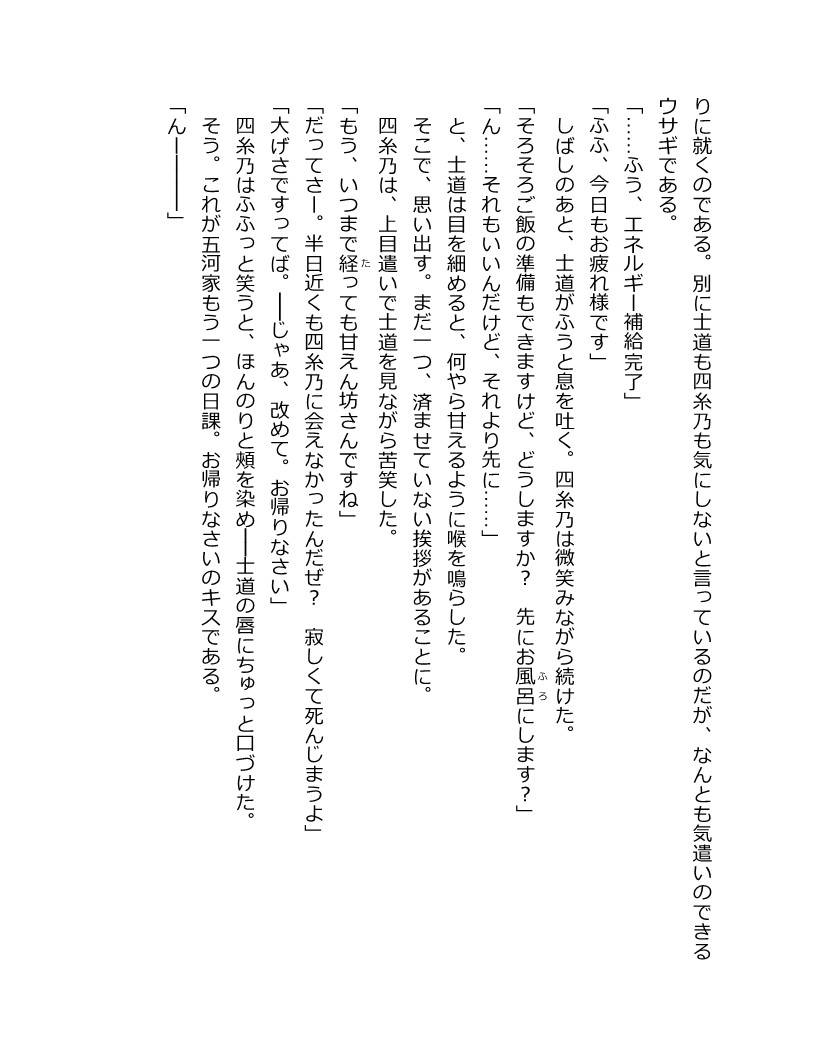 りに就くのである。別に士道も四糸乃も気にしないと言っているのだが、なんとも気遣いのできる
ウサギである。
「……ふう、エネルギー補給完了」
「ふふ、今日もお疲れ様です」
　しばしのあと、士道がふうと息を吐く。四糸乃は微笑みながら続けた。
「そろそろご飯の準備もできますけど、どうしますか？　先にお風呂にします？」
「ん……それもいいんだけど、それより先に……」
　と、士道は目を細めると、何やら甘えるように喉を鳴らした。
　そこで、思い出す。まだ一つ、済ませていない挨拶があることに。
　四糸乃は、上目遣いで士道を見ながら苦笑した。
「もう、いつまで経っても甘えん坊さんですね」
「だってさー。半日近くも四糸乃に会えなかったんだぜ？　寂しくて死んじまうよ」
「大げさですってば。――じゃあ、改めて。お帰りなさい」
　四糸乃はふふっと笑うと、ほんのりと頰を染め――士道の唇にちゅっと口づけた。
　そう。これが五河家もう一つの日課。お帰りなさいのキスである。
「んー―――」